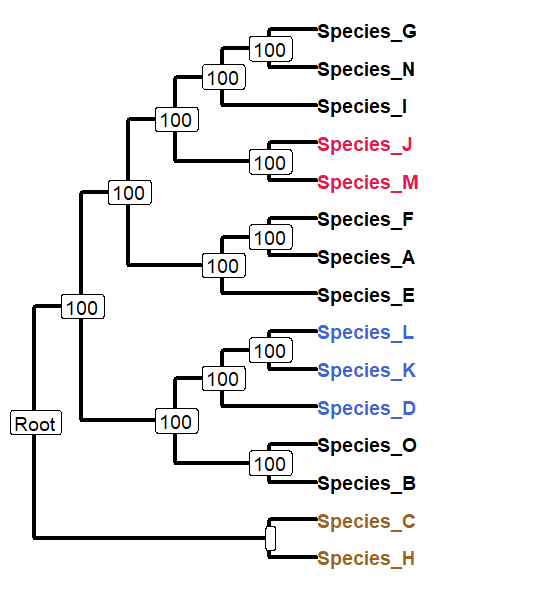 Species_G
100
Species_N
100
Species_I
100
Species_J
100
Species_M
100
Species_F
100
Species_A
100
Species_E
100
Species_L
100
Species_K
100
Species_D
Root
100
Species_O
100
Species_B
Species_C
Species_H